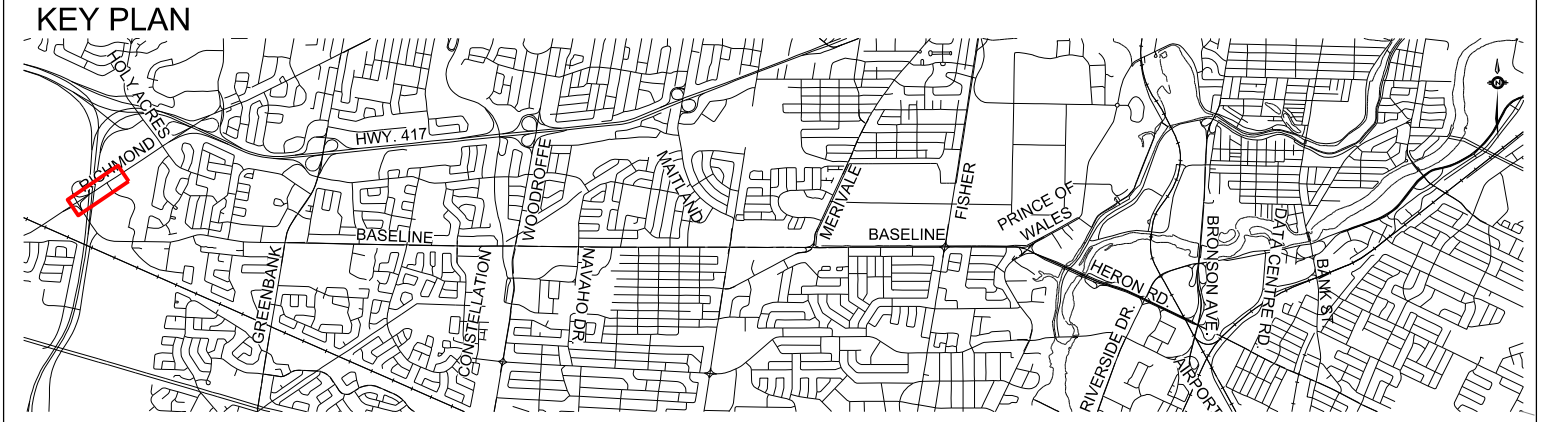 KEY PLAN
HOLY ACRES
RICHMOND
HWY. 417
WOODROFFE
MAITLAND
MERIVALE
FISHER
PRINCE OF
WALES
BASELINE
BASELINE
GREENBANK
CONSTELLATION
NAVAHO DR.
HERON RD.
BRONSON AVE.
DATA CENTRE RD.
BANK ST
RIVERSIDE DR.
AIRPORT
N